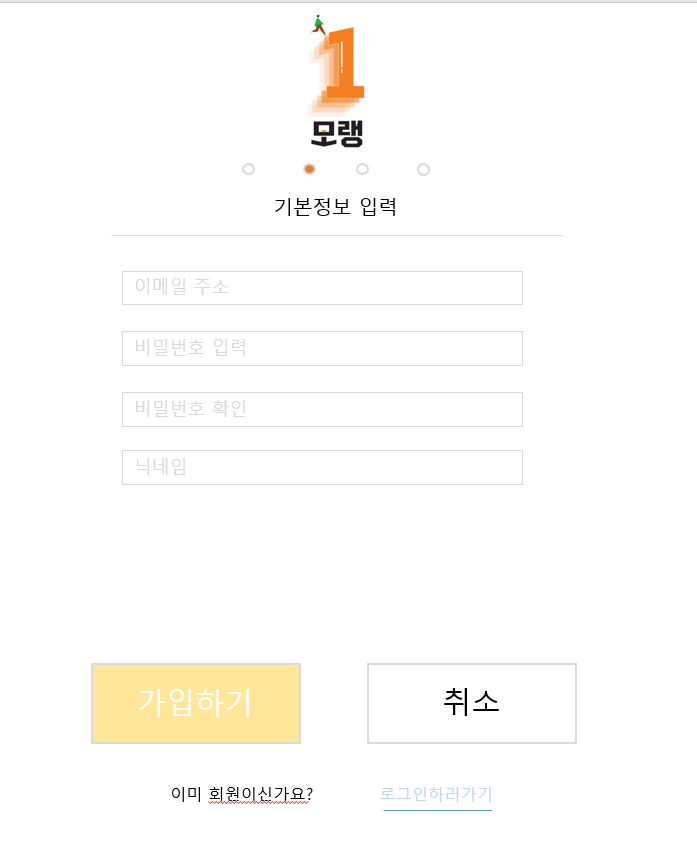 1
모랭
기본정보 입력
이메일 주소
비밀번호 입력
비밀번호 확인
닉네임
가입하기
취소
이미 회원이신가요?
로그인하러가기